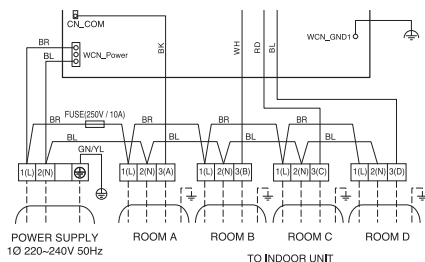 CN_COM
BR
WCN_Power
BL
BK
WH
RD
BL
WCN_GND1
BR
FUSE(250V / 10A)
BR
BR
BR
BL
BL
BL
BL
GN/YL
1(L) 2(N)
1(L) 2(N) 3(A)
1(L) 2(N) 3(B)
1(L) 2(N) 3(C)
1(L) 2(N) 3(D)
POWER SUPPLY
1Ø 220~240V 50Hz
ROOM A
ROOM B
ROOM C
ROOM D
TO INDOOR UNIT